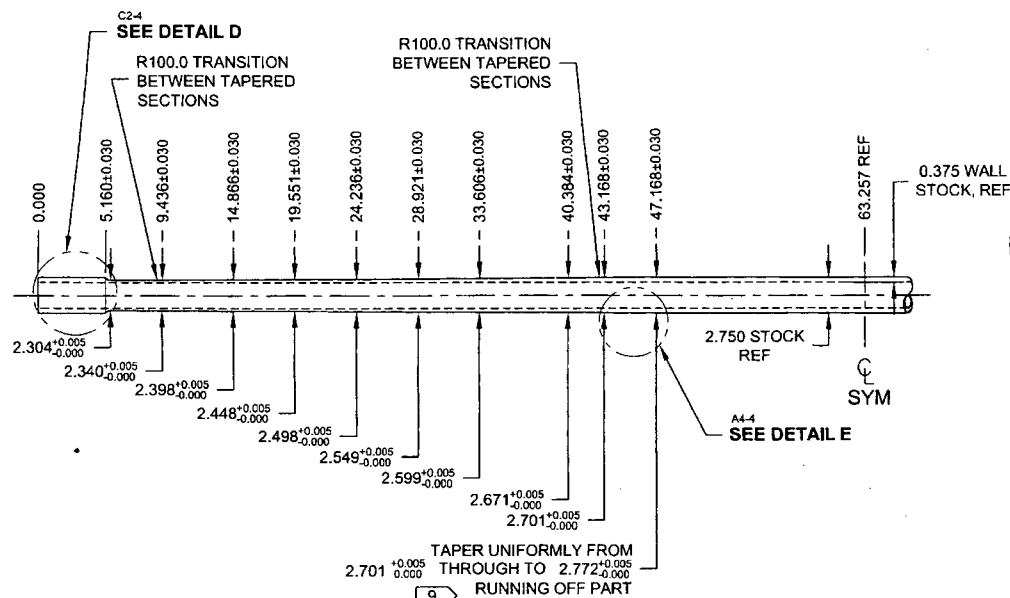 C2-4
SEE DETAIL D
R100.0 TRANSITION
BETWEEN TAPERED
SECTIONS
R100.0 TRANSITION
BETWEEN TAPERED
SECTIONS
0.000
5.160±0.030
9.436±0.030
14.866±0.030
19.551±0.030
24.236±0.030
28.921±0.030
33.606±0.030
40.384±0.030
43.168±0.030
47.168±0.030
63.257 REF
0.375 WALL
STOCK, REF
2.304+0.005 -0.000
2.340+0.005 -0.000
2.398+0.005 -0.000
2.448+0.005 -0.000
2.498+0.005 -0.000
2.549+0.005 -0.000
2.599+0.005 -0.000
2.671+0.005 -0.000
2.701+0.005 -0.000
2.750 STOCK
REF
℄
SYM
A4-4
SEE DETAIL E
TAPER UNIFORMLY FROM
2.701 +0.005 0.000 THROUGH TO 2.772+0.005 -0.000
9 RUNNING OFF PART